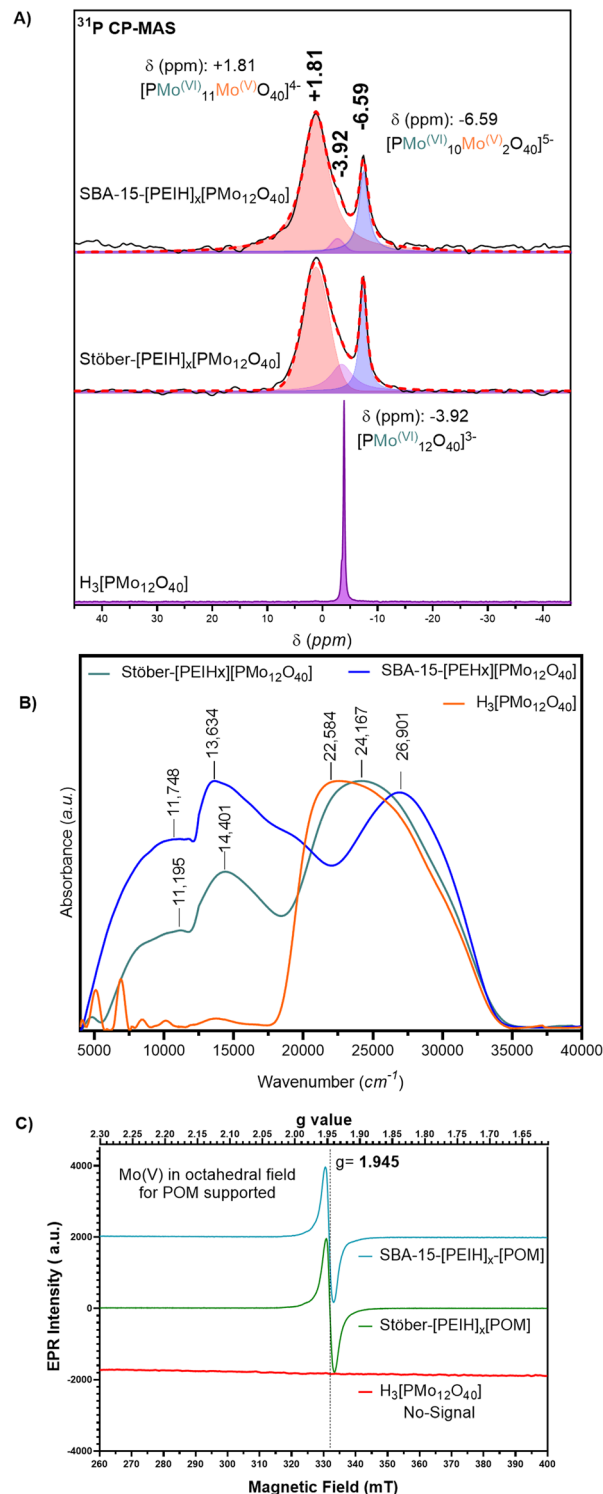 A)
³¹P CP-MAS
δ (ppm): +1.81
[PMo⁽ⱽᴵ⁾₁₁Mo⁽ⱽ⁾O₄₀]⁴⁻
+1.81
-3.92
-6.59
δ (ppm): -6.59
[PMo⁽ⱽᴵ⁾₁₀Mo⁽ⱽ⁾₂O₄₀]⁵⁻
SBA-15-[PEIH]ₓ[PMo₁₂O₄₀]
Stöber-[PEIH]ₓ[PMo₁₂O₄₀]
δ (ppm): -3.92
[PMo⁽ⱽᴵ⁾₁₂O₄₀]³⁻
H₃[PMo₁₂O₄₀]
40 30 20 10 0 -10 -20 -30 -40
δ (ppm)
B)
Stöber-[PEIHx][PMo₁₂O₄₀]
SBA-15-[PEHx][PMo₁₂O₄₀]
H₃[PMo₁₂O₄₀]
11,748
13,634
11,195
14,401
22,584
24,167
26,901
Absorbance (a.u.)
5000 10000 15000 20000 25000 30000 35000 40000
Wavenumber (cm⁻¹)
C)
g value
2.30 2.25 2.20 2.15 2.10 2.05 2.00 1.95 1.90 1.85 1.80 1.75 1.70 1.65
Mo(V) in octahedral field
for POM supported
g= 1.945
4000
2000
0
-2000
-4000
EPR Intensity ( a.u.)
SBA-15-[PEIH]ₓ-[POM]
Stöber-[PEIH]ₓ[POM]
H₃[PMo₁₂O₄₀]
No-Signal
260 270 280 290 300 310 320 330 340 350 360 370 380 390 400
Magnetic Field (mT)